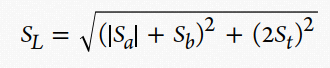 S_L = √((|S_a| + S_b)² + (2S_t)²)